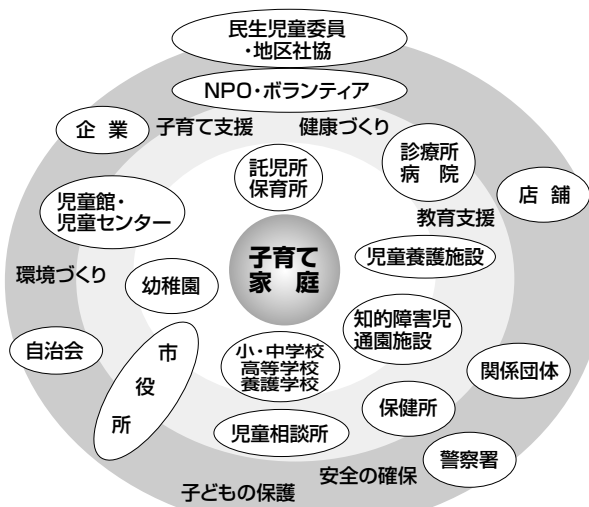 民生児童委員
・地区社協
NPO・ボランティア
企 業
子育て支援
健康づくり
診療所
病 院
託児所
保育所
店 舗
児童館・
児童センター
教育支援
子育て
家 庭
児童養護施設
環境づくり
幼稚園
知的障害児
通園施設
自治会
市
役
所
小・中学校
高等学校
養護学校
関係団体
保健所
児童相談所
警察署
安全の確保
子どもの保護